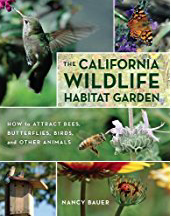 THE CALIFORNIA
WILDLIFE
HABITAT GARDEN
HOW TO ATTRACT BEES,
BUTTERFLIES, BIRDS,
AND OTHER ANIMALS
NANCY BAUER